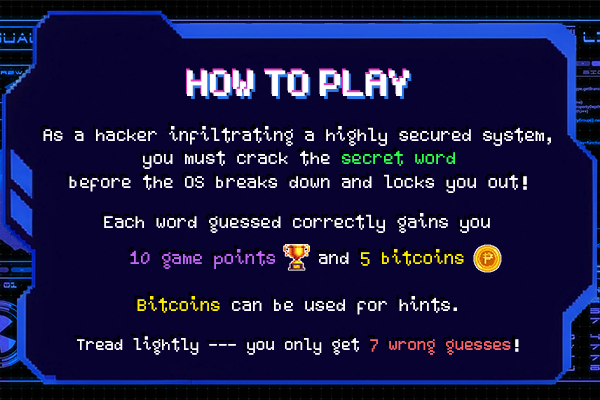 HOW TO PLAY
As a hacker infiltrating a highly secured system,
you must crack the secret word
before the OS breaks down and locks you out!
Each word guessed correctly gains you
10 game points and 5 bitcoins
Bitcoins can be used for hints.
Tread lightly --- you only get 7 wrong guesses!